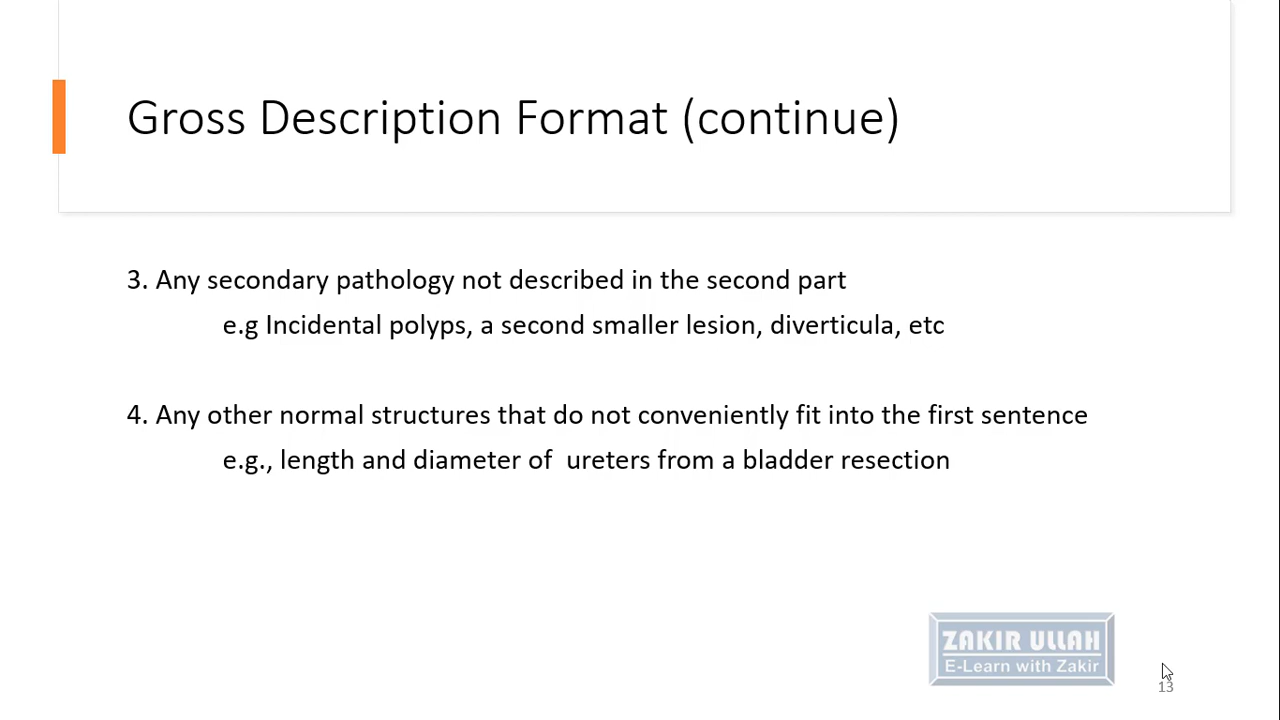 Gross Description Format (continue)
3. Any secondary pathology not described in the second part
e.g Incidental polyps, a second smaller lesion, diverticula, etc
4. Any other normal structures that do not conveniently fit into the first sentence
e.g., length and diameter of  ureters from a bladder resection
ZAKIR ULLAH
E-Learn with Zakir
13